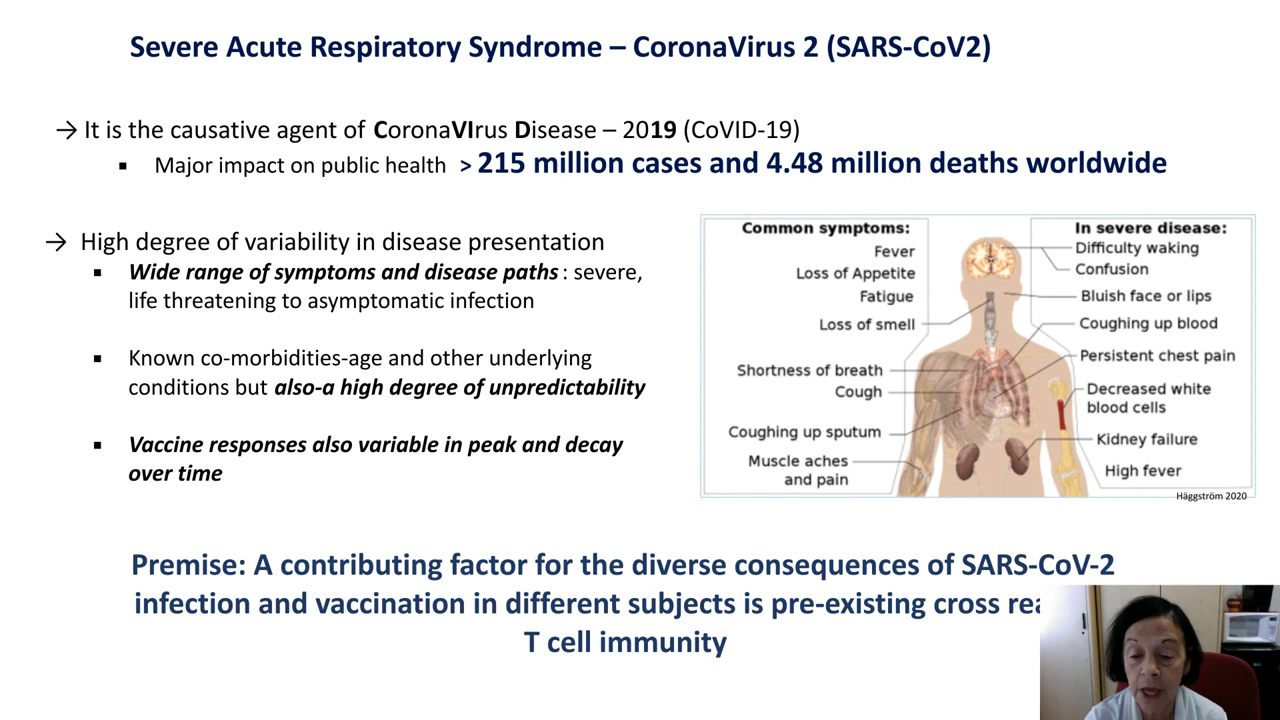 Severe Acute Respiratory Syndrome – CoronaVirus 2 (SARS-CoV2)
→ It is the causative agent of CoronaVIrus Disease – 2019 (CoVID-19)
▪ Major impact on public health > 215 million cases and 4.48 million deaths worldwide
→ High degree of variability in disease presentation
▪ Wide range of symptoms and disease paths : severe,
life threatening to asymptomatic infection
▪ Known co-morbidities-age and other underlying
conditions but also-a high degree of unpredictability
▪ Vaccine responses also variable in peak and decay
over time
Common symptoms:
Fever
Loss of Appetite
Fatigue
Loss of smell
Shortness of breath
Cough
Coughing up sputum
Muscle aches
and pain
In severe disease:
Difficulty waking
Confusion
Bluish face or lips
Coughing up blood
Persistent chest pain
Decreased white
blood cells
Kidney failure
High fever
Häggström 2020
Premise: A contributing factor for the diverse consequences of SARS-CoV-2
infection and vaccination in different subjects is pre-existing cross
T cell immunity